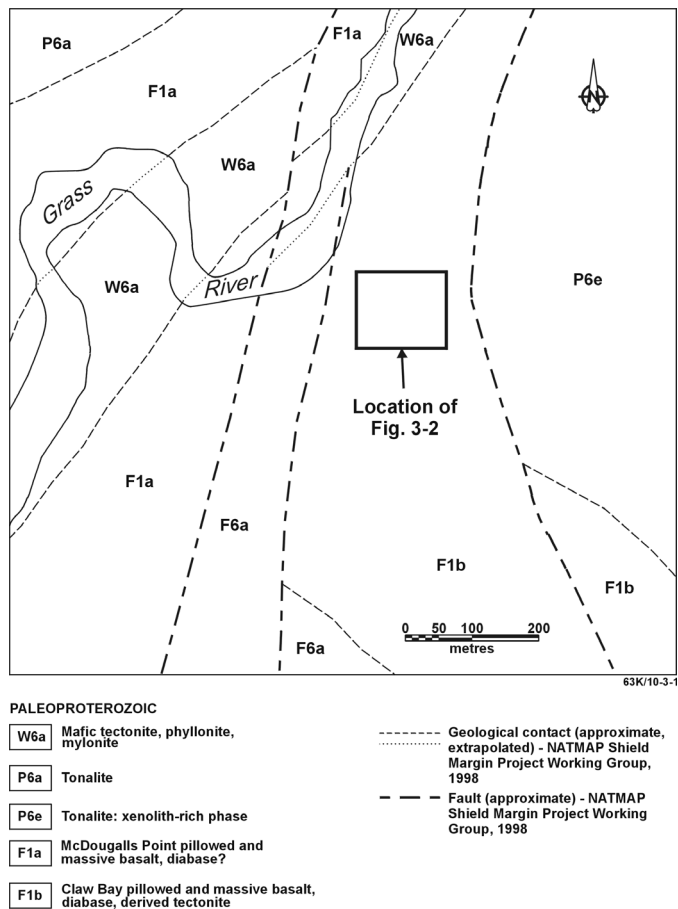 P6a
F1a
W6a
F1a
N
W6a
Grass
P6e
W6a
River
Location of
Fig. 3-2
F1a
F6a
F1b
F1b
F6a
0 50 100 200
metres
63K/10-3-1
PALEOPROTEROZOIC
W6a Mafic tectonite, phyllonite,
mylonite
P6a Tonalite
P6e Tonalite: xenolith-rich phase
F1a McDougalls Point pillowed and
massive basalt, diabase?
F1b Claw Bay pillowed and massive basalt,
diabase, derived tectonite
Geological contact (approximate,
extrapolated) - NATMAP Shield
Margin Project Working Group,
1998
Fault (approximate) - NATMAP
Shield Margin Project Working
Group, 1998